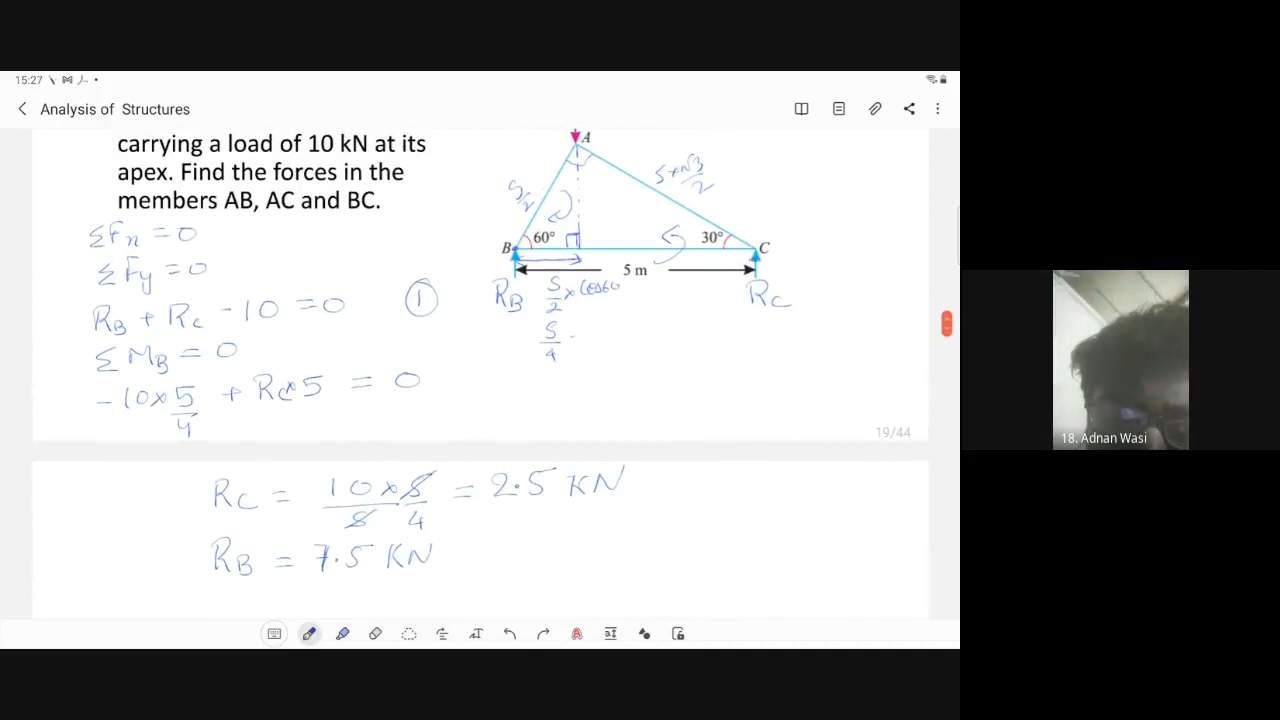 15:27
Analysis of Structures
carrying a load of 10 kN at its
apex. Find the forces in the
members AB, AC and BC.
ΣFx = 0
ΣFy = 0
RB + RC - 10 = 0 ①
ΣMB = 0
-10 × 5/4 + RC × 5 = 0
A
5/2
5×√3/2
B 60° 30° C
5 m
RB 5/2 × cos60 RC
5/4
19/44
RC = 10×5/5 4 = 2.5 KN
RB = 7.5 KN
18. Adnan Wasi